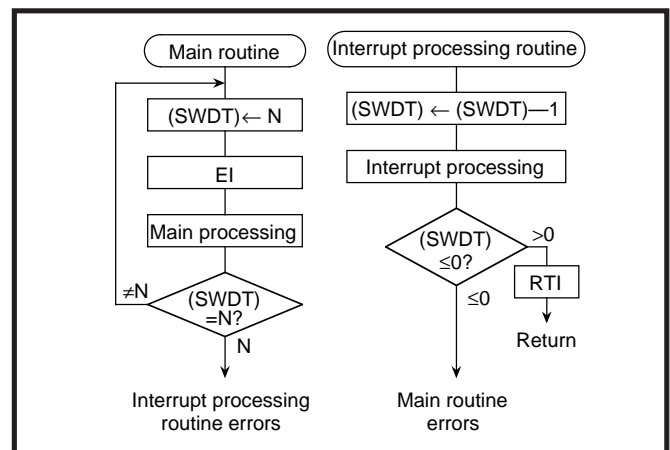 Main routine
(SWDT)← N
EI
Main processing
≠N
(SWDT)
=N?
N
Interrupt processing
routine errors
Interrupt processing routine
(SWDT) ← (SWDT)—1
Interrupt processing
(SWDT)
≤0?
>0
RTI
Return
≤0
Main routine
errors